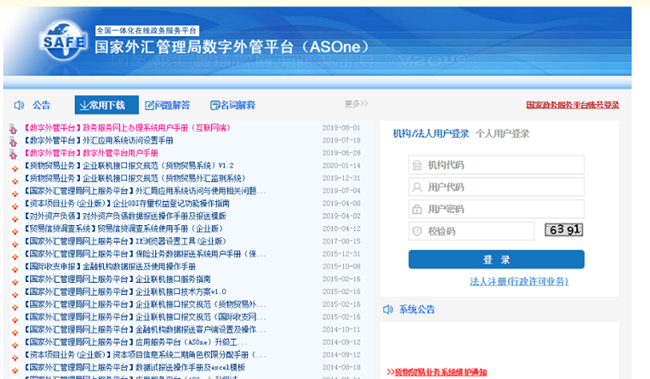 SAFE
全国一体化在线政务服务平台
国家外汇管理局数字外管平台（ASOne）
公告 常用下载 问题解答 名词解释 更多>>
国家政务服务平台账号登录
【数字外管平台】政务服务网上办理系统用户手册（互联网端） 2019-08-01
【数字外管平台】外汇应用系统访问设置手册 2019-07-18
【数字外管平台】数字外管平台用户手册 2019-06-28
【货物贸易业务】企业联机接口报文规范（货物贸易系统）V1.2 2020-01-14
【货物贸易业务】企业联机接口报文规范（货物贸易外汇监测系统） 2019-12-31
【国家外汇管理局网上服务平台】外汇局应用系统访问与使用相关问题... 2019-07-04
【资本项目业务(企业版)】企业ODI存量权益登记功能操作指南 2019-04-08
【对外资产负债】对外资产负债数据报送操作手册及报送模版 2019-04-02
【贸易信贷调查系统】贸易信贷调查系统使用手册（企业版） 2018-04-12
【国家外汇管理局网上服务平台】IE浏览器设置工具(企业版) 2017-08-15
【国家外汇管理局网上服务平台】保险业务数据报送系统用户手册（保... 2015-12-31
【国际收支申报】金融机构数据报送及使用操作手册 2015-10-08
【国家外汇管理局网上服务平台】企业联机接口服务指南 2015-02-16
【国家外汇管理局网上服务平台】企业联机接口技术方案v1.0 2015-02-16
【国家外汇管理局网上服务平台】企业联机接口报文规范（货物贸易外... 2015-02-16
【国家外汇管理局网上服务平台】企业联机接口报文规范（国际收支网... 2015-02-16
【国家外汇管理局网上服务平台】金融机构数据报送客户端设置及操作... 2014-10-11
【国家外汇管理局网上服务平台】应用服务平台（ASOne）升级工... 2014-09-12
【资本项目业务(企业版)】资本项目信息系统二期角色权限分配手册（... 2014-09-12
【国家外汇管理局网上服务平台】数据试报送操作手册及excel模板 2014-08-18
机构/法人用户登录 个人用户登录
机构代码
用户代码
用户密码
校验码 6391
登 录
法人注册(行政许可业务)
系统公告
>>货物贸易业务系统维护通知